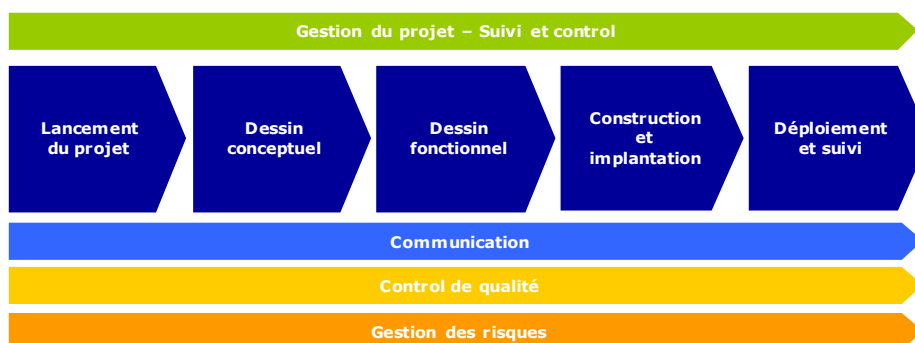 Gestion du projet – Suivi et control
Lancement
du projet
Dessin
conceptuel
Dessin
fonctionnel
Construction
et
implantation
Déploiement
et suivi
Communication
Control de qualité
Gestion des risques